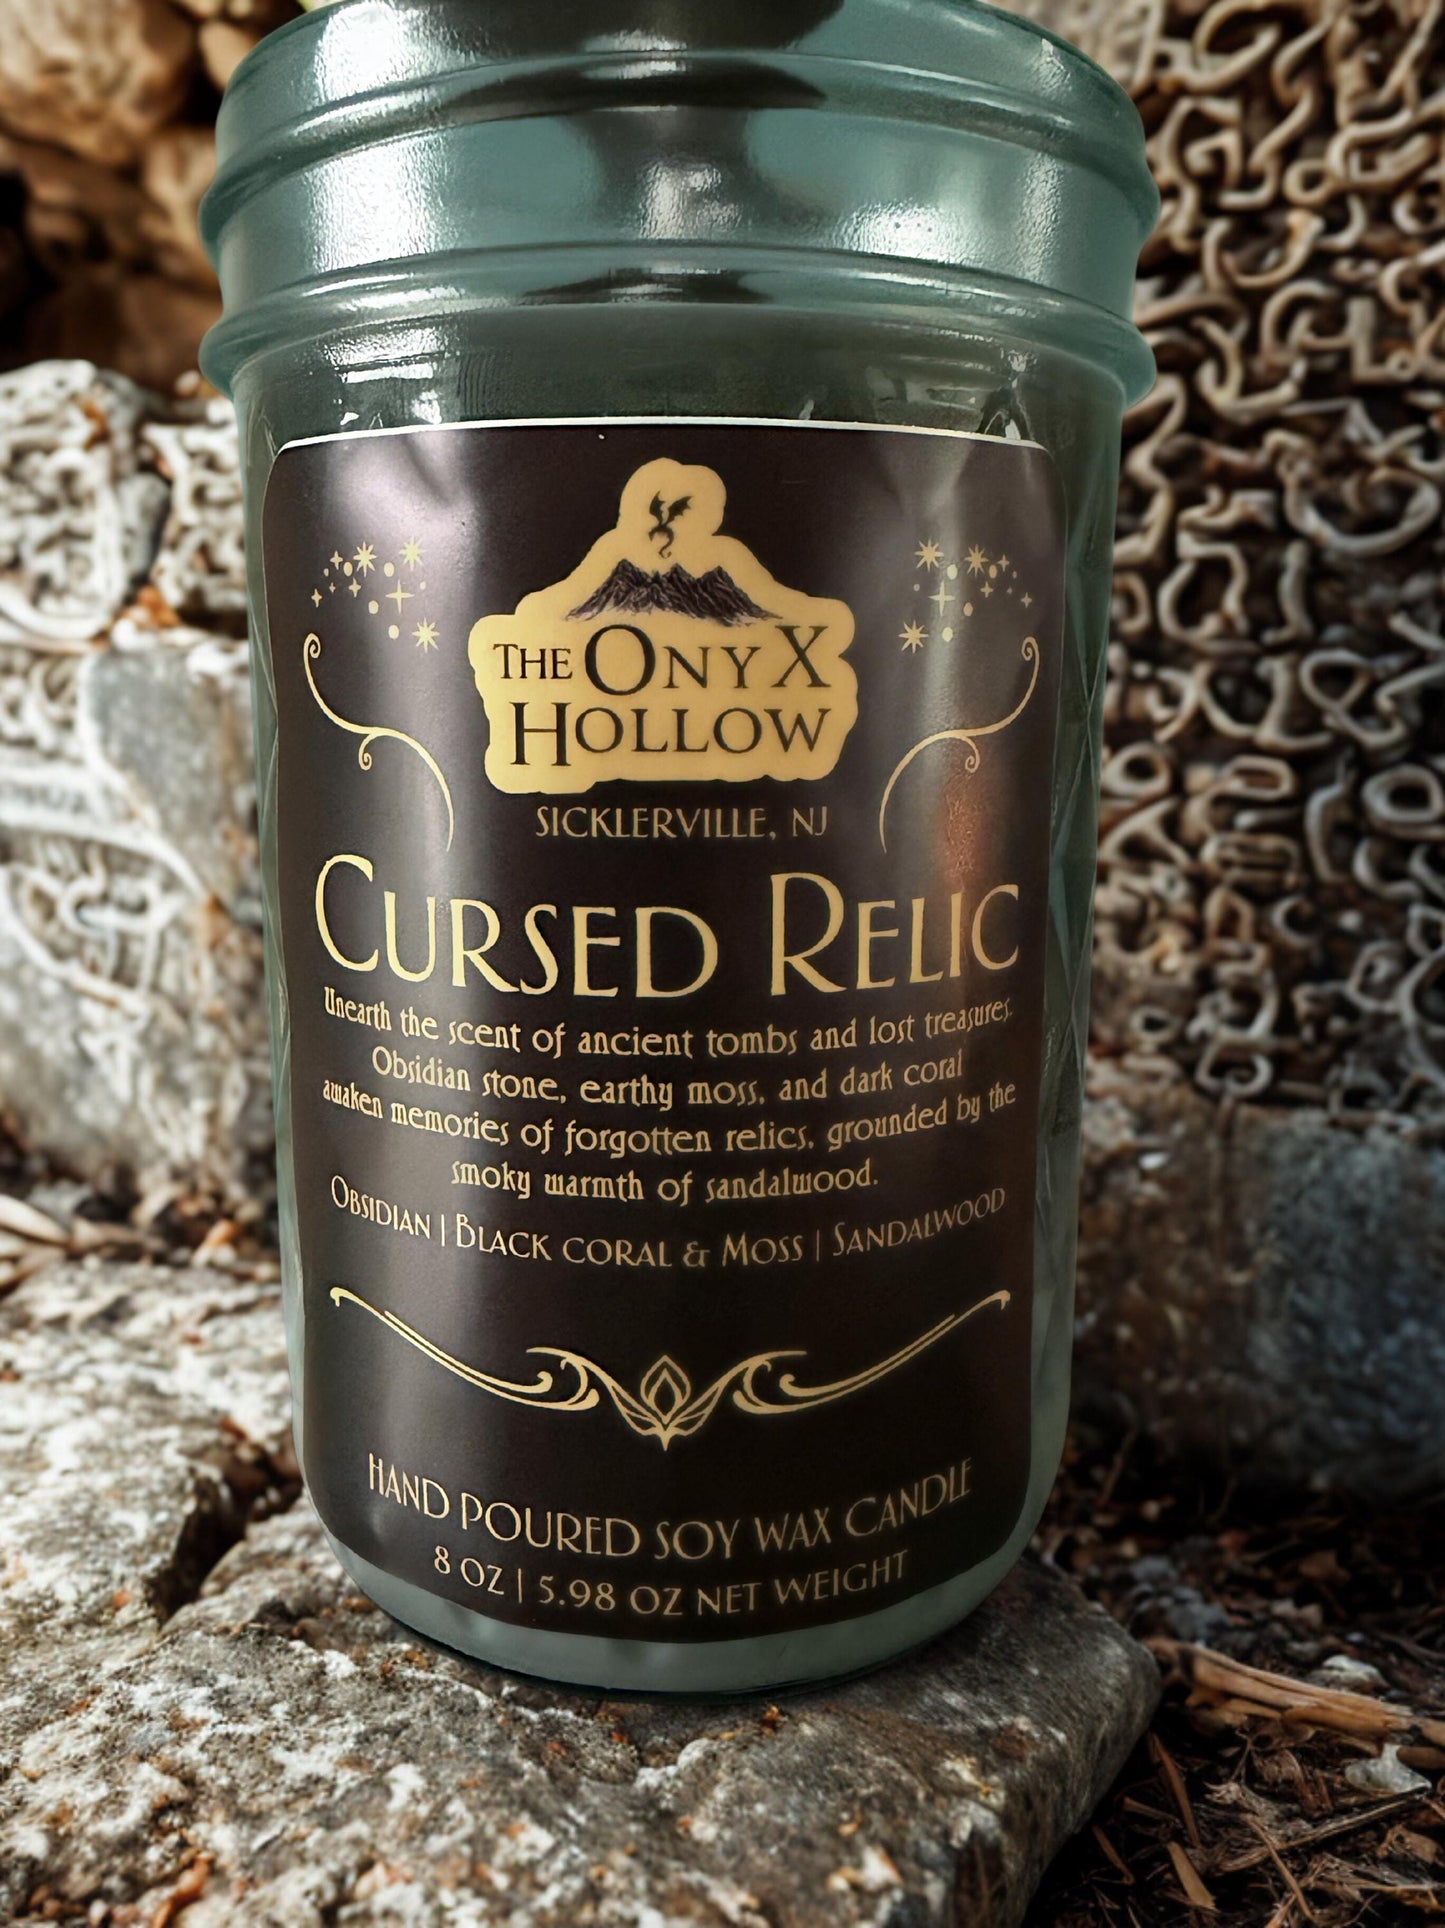 The Onyx
Hollow
Sicklerville, NJ
Cursed Relic
Unearth the scent of ancient tombs and lost treasures.
Obsidian stone, earthy moss, and dark coral
awaken memories of forgotten relics, grounded by the
smoky warmth of sandalwood.
Obsidian | Black coral & Moss | Sandalwood
Hand poured soy wax candle
8 oz | 5.98 oz net weight